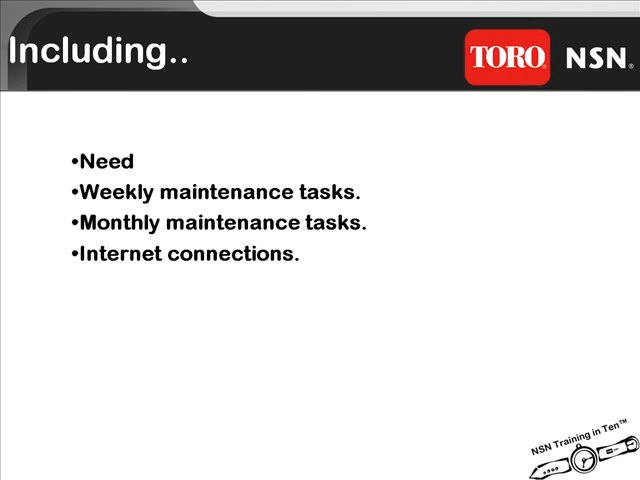 Including..
TORO® NSN®
•Need
•Weekly maintenance tasks.
•Monthly maintenance tasks.
•Internet connections.
NSN Training in Ten™